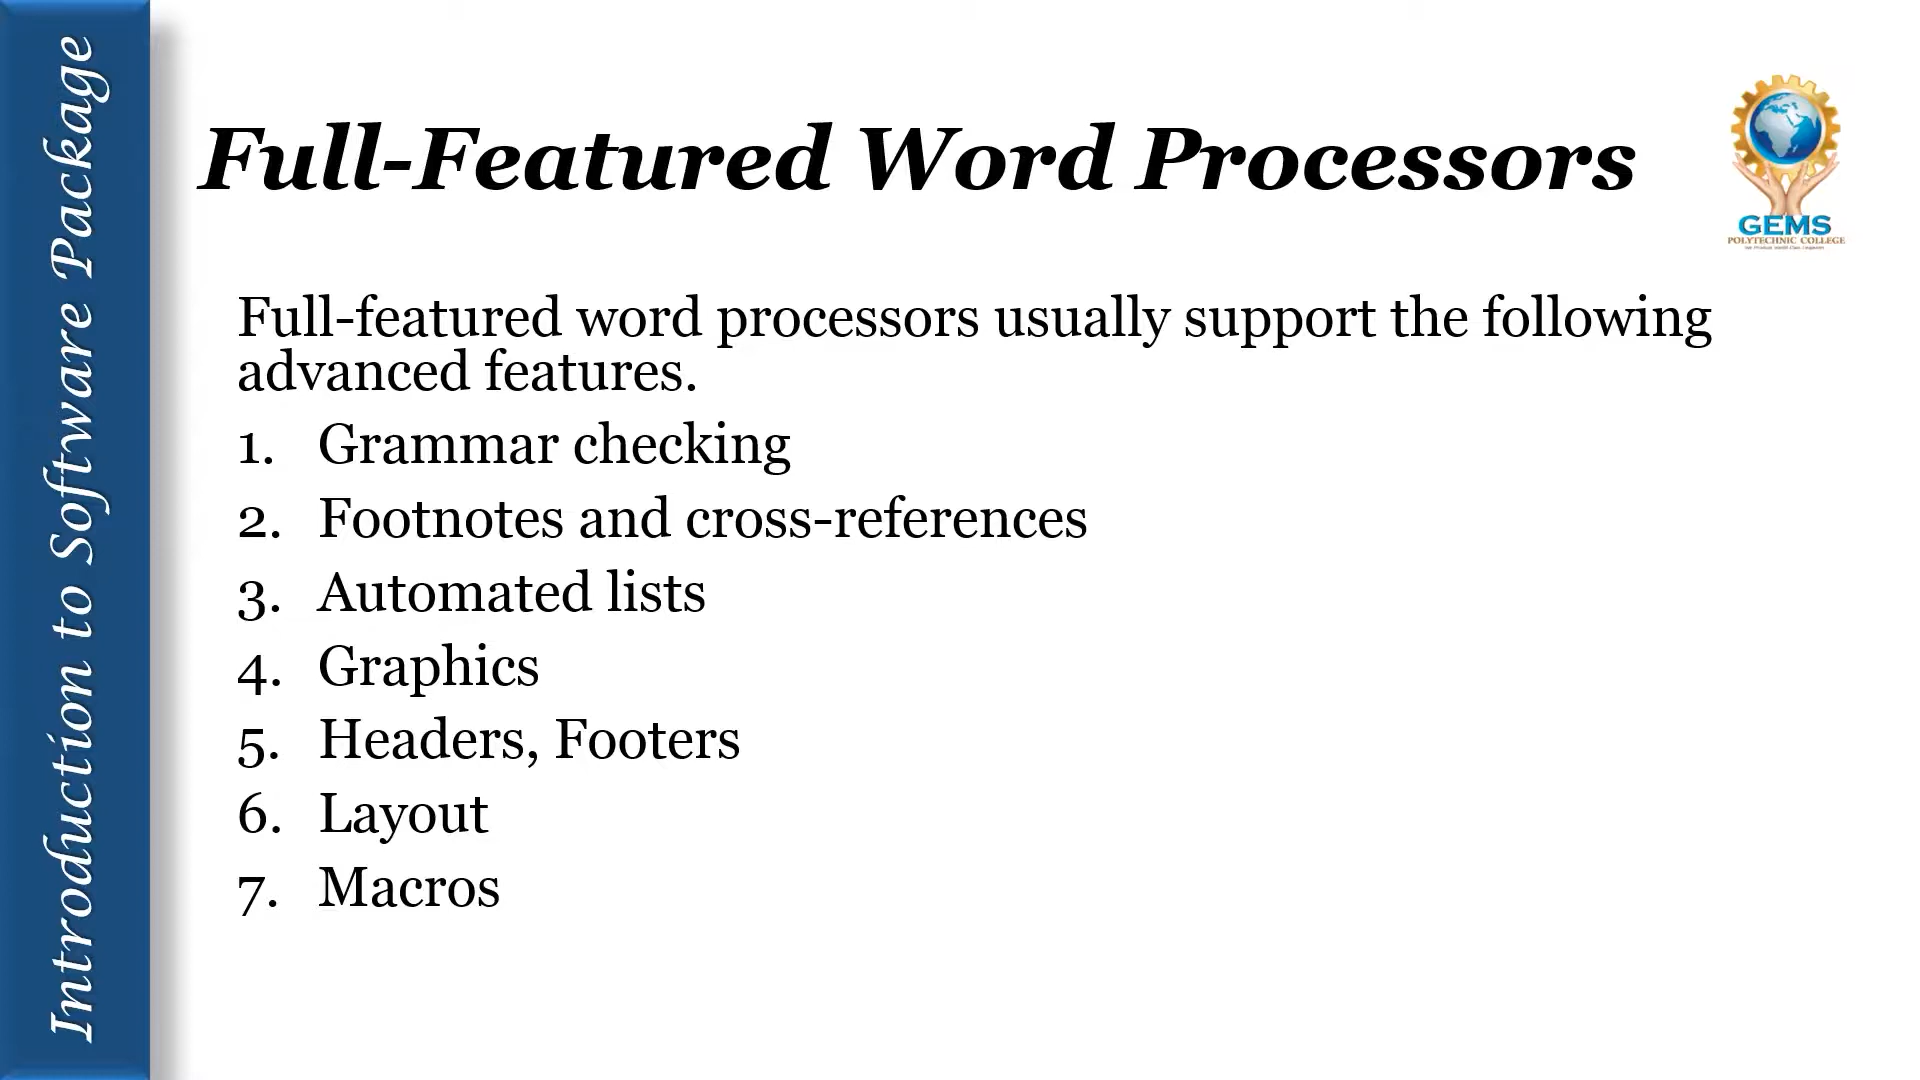 Introduction to Software Package
Full-Featured Word Processors
GEMS
POLYTECHNIC COLLEGE
Full-featured word processors usually support the following
advanced features.
1. Grammar checking
2. Footnotes and cross-references
3. Automated lists
4. Graphics
5. Headers, Footers
6. Layout
7. Macros